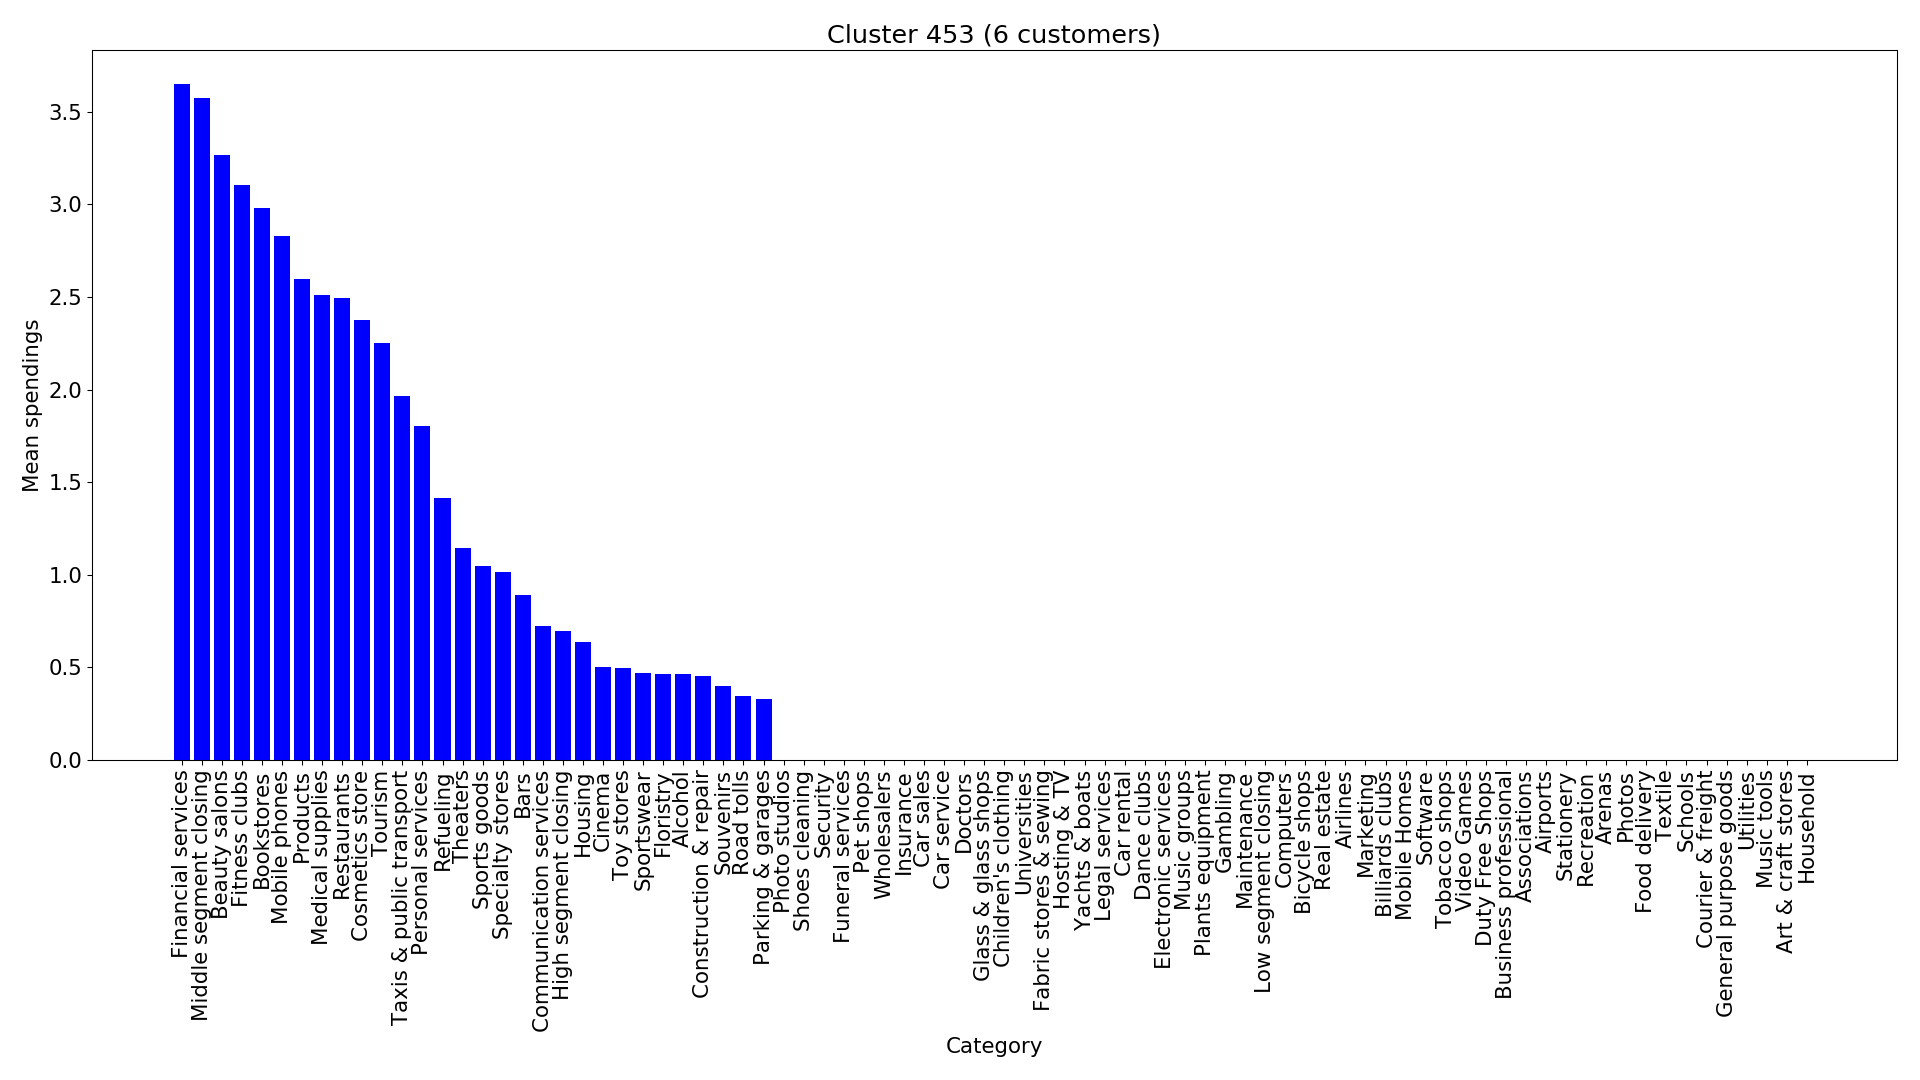 Cluster 453 (6 customers)
Mean spendings
3.5
3.0
2.5
2.0
1.5
1.0
0.5
0.0
Financial services
Middle segment closing
Beauty salons
Fitness clubs
Bookstores
Mobile phones
Products
Medical supplies
Restaurants
Cosmetics store
Tourism
Taxis & public transport
Personal services
Refuelling
Theaters
Sports goods
Specialty stores
Bars
Communication services
High segment closing
Housing
Cinema
Toy stores
Sportswear
Floristry
Alcohol
Construction & repair
Souvenirs
Road tolls
Parking & garages
Photo studios
Shoes cleaning
Security
Funeral services
Pet shops
Wholesalers
Insurance
Car sales
Car service
Doctors
Glass & glass shops
Children's clothing
Universities
Fabric stores & sewing
Hosting & TV
Yachts & boats
Legal services
Car rental
Dance clubs
Electronic services
Music groups
Plants equipment
Gambling
Maintenance
Low segment closing
Computers
Bicycle shops
Real estate
Airlines
Marketing
Billiards clubs
Mobile Homes
Software
Tobacco shops
Video Games
Duty Free Shops
Business professional
Associations
Airports
Stationery
Recreation
Arenas
Photos
Food delivery
Textile
Schools
Courier & freight
General purpose goods
Utilities
Music tools
Art & craft stores
Household
Category